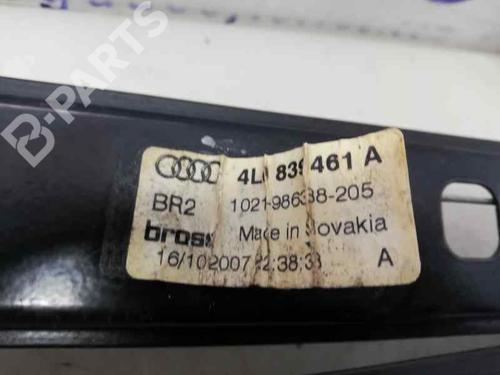 B-PARTS
4L0 839 461 A
BR2 1021-98638-205
brose Made in Slovakia
16/10 2007 22:38:33 A